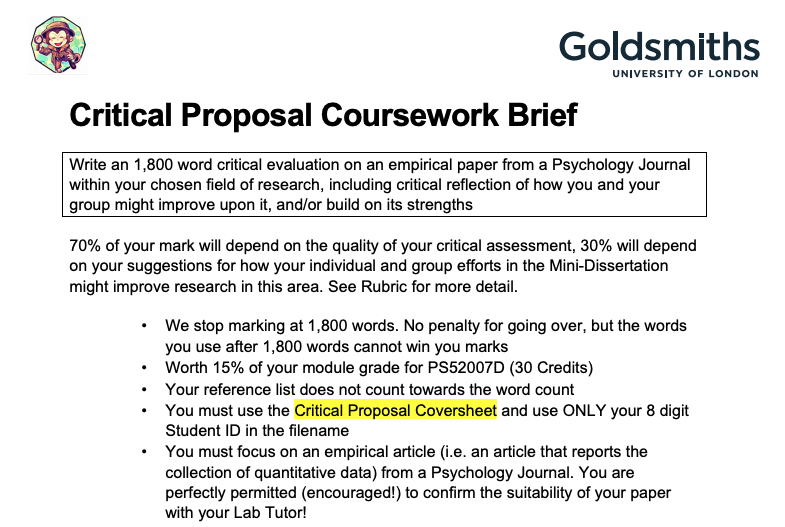 Goldsmiths
UNIVERSITY OF LONDON
Critical Proposal Coursework Brief
Write an 1,800 word critical evaluation on an empirical paper from a Psychology Journal
within your chosen field of research, including critical reflection of how you and your
group might improve upon it, and/or build on its strengths
70% of your mark will depend on the quality of your critical assessment, 30% will depend
on your suggestions for how your individual and group efforts in the Mini-Dissertation
might improve research in this area. See Rubric for more detail.
• We stop marking at 1,800 words. No penalty for going over, but the words
you use after 1,800 words cannot win you marks
• Worth 15% of your module grade for PS52007D (30 Credits)
• Your reference list does not count towards the word count
• You must use the Critical Proposal Coversheet and use ONLY your 8 digit
Student ID in the filename
• You must focus on an empirical article (i.e. an article that reports the
collection of quantitative data) from a Psychology Journal. You are
perfectly permitted (encouraged!) to confirm the suitability of your paper
with your Lab Tutor!